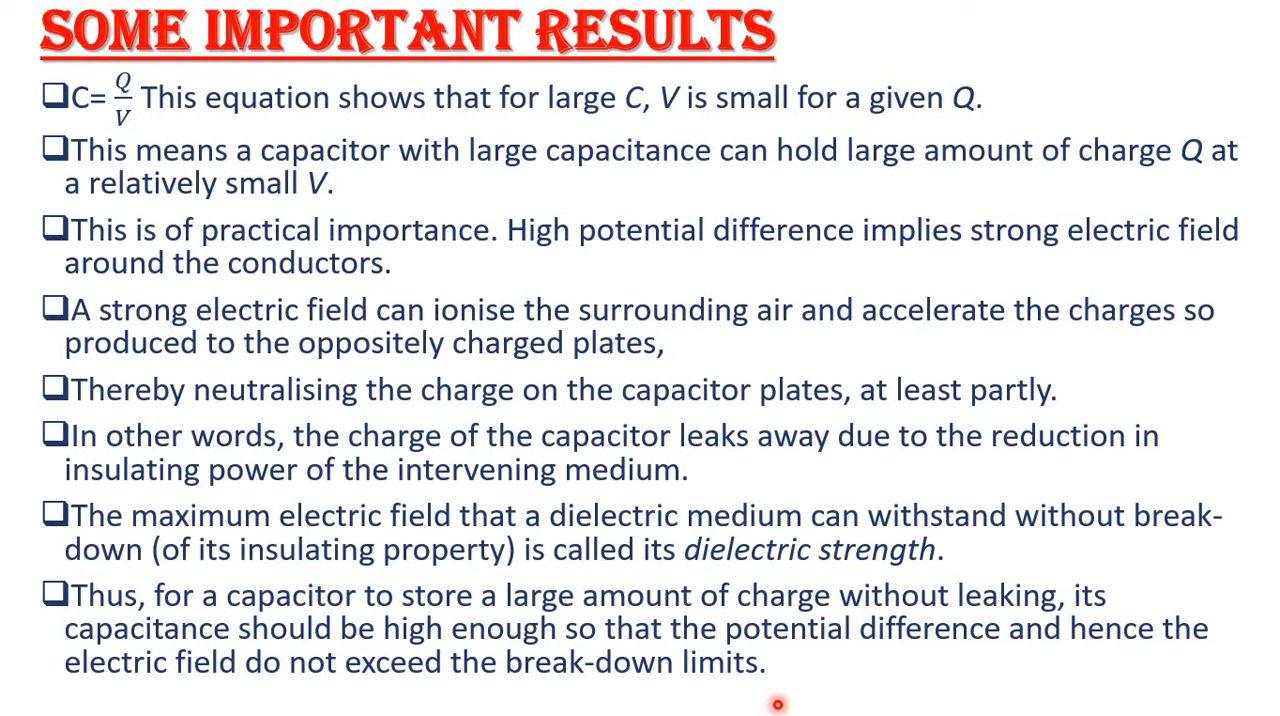 SOME IMPORTANT RESULTS
❑C= Q/V This equation shows that for large C, V is small for a given Q.
❑This means a capacitor with large capacitance can hold large amount of charge Q at
a relatively small V.
❑This is of practical importance. High potential difference implies strong electric field
around the conductors.
❑A strong electric field can ionise the surrounding air and accelerate the charges so
produced to the oppositely charged plates,
❑Thereby neutralising the charge on the capacitor plates, at least partly.
❑In other words, the charge of the capacitor leaks away due to the reduction in
insulating power of the intervening medium.
❑The maximum electric field that a dielectric medium can withstand without break-
down (of its insulating property) is called its dielectric strength.
❑Thus, for a capacitor to store a large amount of charge without leaking, its
capacitance should be high enough so that the potential difference and hence the
electric field do not exceed the break-down limits.